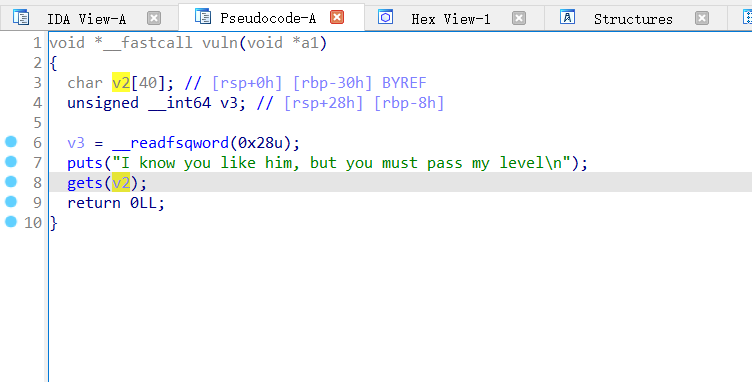 IDA View-A Pseudocode-A Hex View-1 Structures
1 void *__fastcall vuln(void *a1)
2 {
3 char v2[40]; // [rsp+0h] [rbp-30h] BYREF
4 unsigned __int64 v3; // [rsp+28h] [rbp-8h]
5
6 v3 = __readfsqword(0x28u);
7 puts("I know you like him, but you must pass my level\n");
8 gets(v2);
9 return 0LL;
10 }